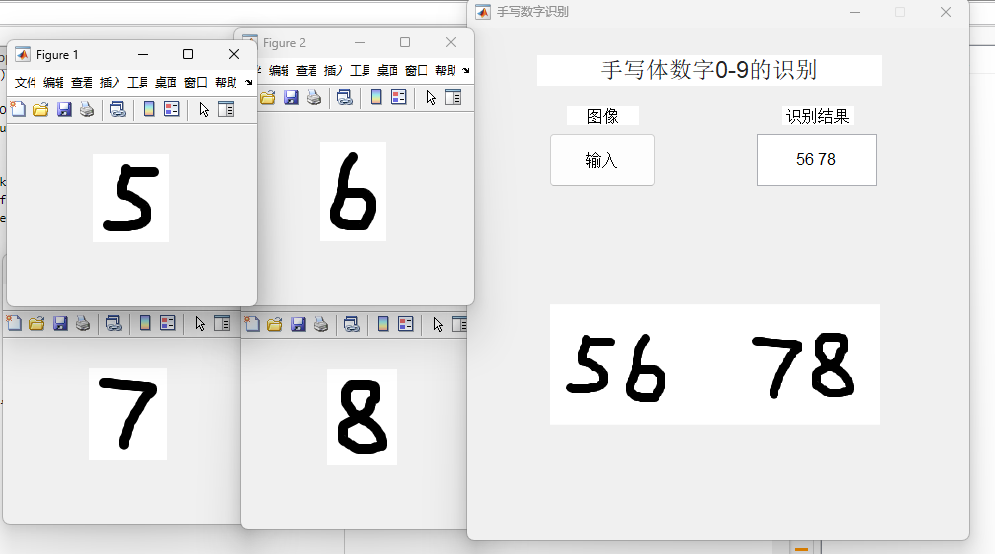 手写数字识别
手写体数字0-9的识别
图像
识别结果
输入
56 78
56 78
Figure 1
文件
编辑
查看
插入
工具
桌面
窗口
帮助
5
Figure 2
编辑
查看
插入
工具
桌面
窗口
帮助
6
7
8